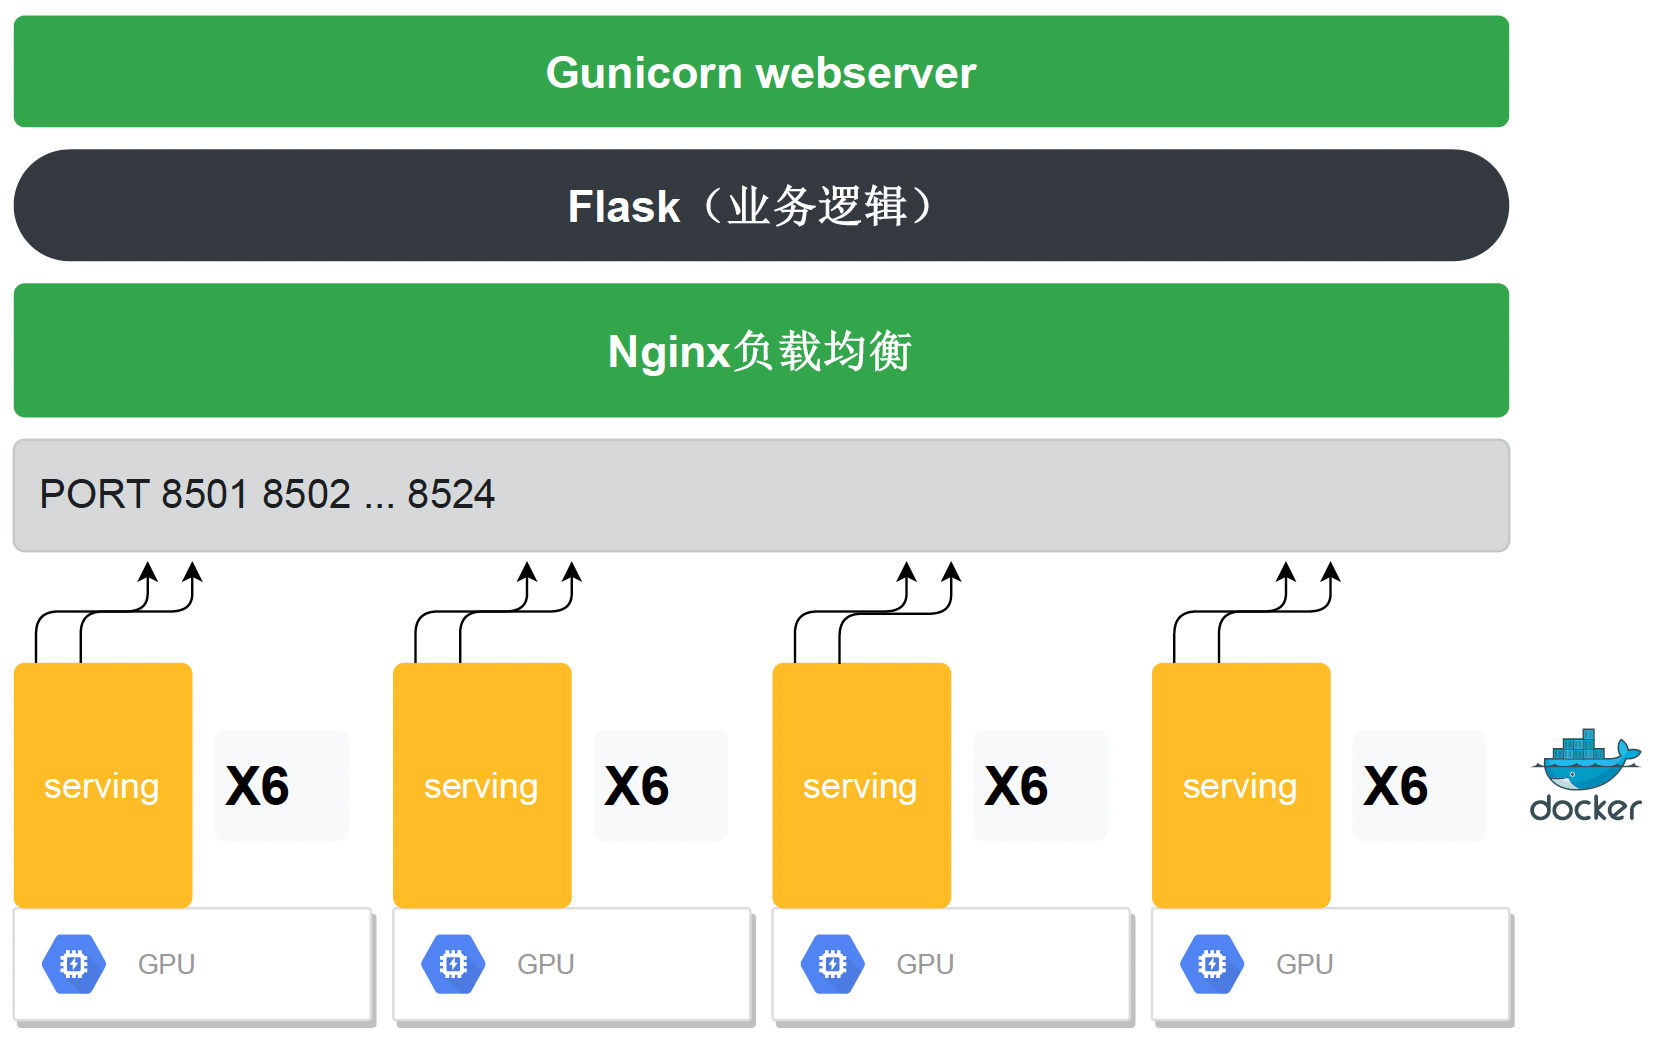 Gunicorn webserver
Flask（业务逻辑）
Nginx负载均衡
PORT 8501 8502 ... 8524
serving
X6
serving
X6
serving
X6
serving
X6
docker
GPU
GPU
GPU
GPU